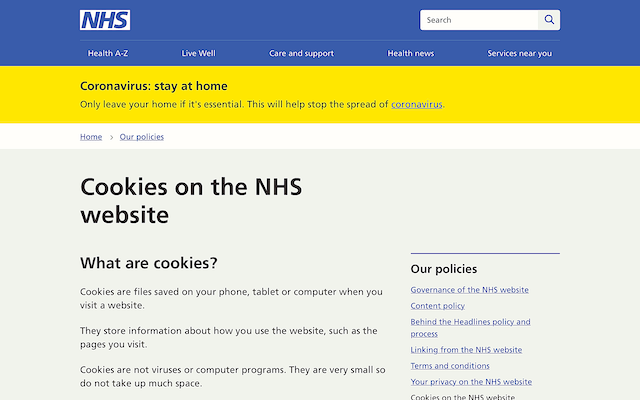 NHS
Search
Health A-Z
Live Well
Care and support
Health news
Services near you
Coronavirus: stay at home
Only leave your home if it's essential. This will help stop the spread of coronavirus.
Home > Our policies
Cookies on the NHS
website
What are cookies?
Cookies are files saved on your phone, tablet or computer when you
visit a website.
They store information about how you use the website, such as the
pages you visit.
Cookies are not viruses or computer programs. They are very small so
do not take up much space.
Our policies
Governance of the NHS website
Content policy
Behind the Headlines policy and
process
Linking from the NHS website
Terms and conditions
Your privacy on the NHS website
Cookies on the NHS website